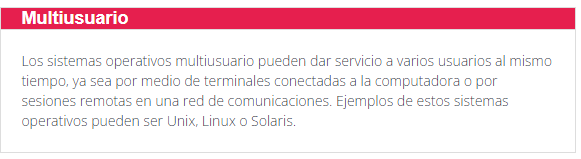 Multiusuario
Los sistemas operativos multiusuario pueden dar servicio a varios usuarios al mismo
tiempo, ya sea por medio de terminales conectadas a la computadora o por
sesiones remotas en una red de comunicaciones. Ejemplos de estos sistemas
operativos pueden ser Unix, Linux o Solaris.